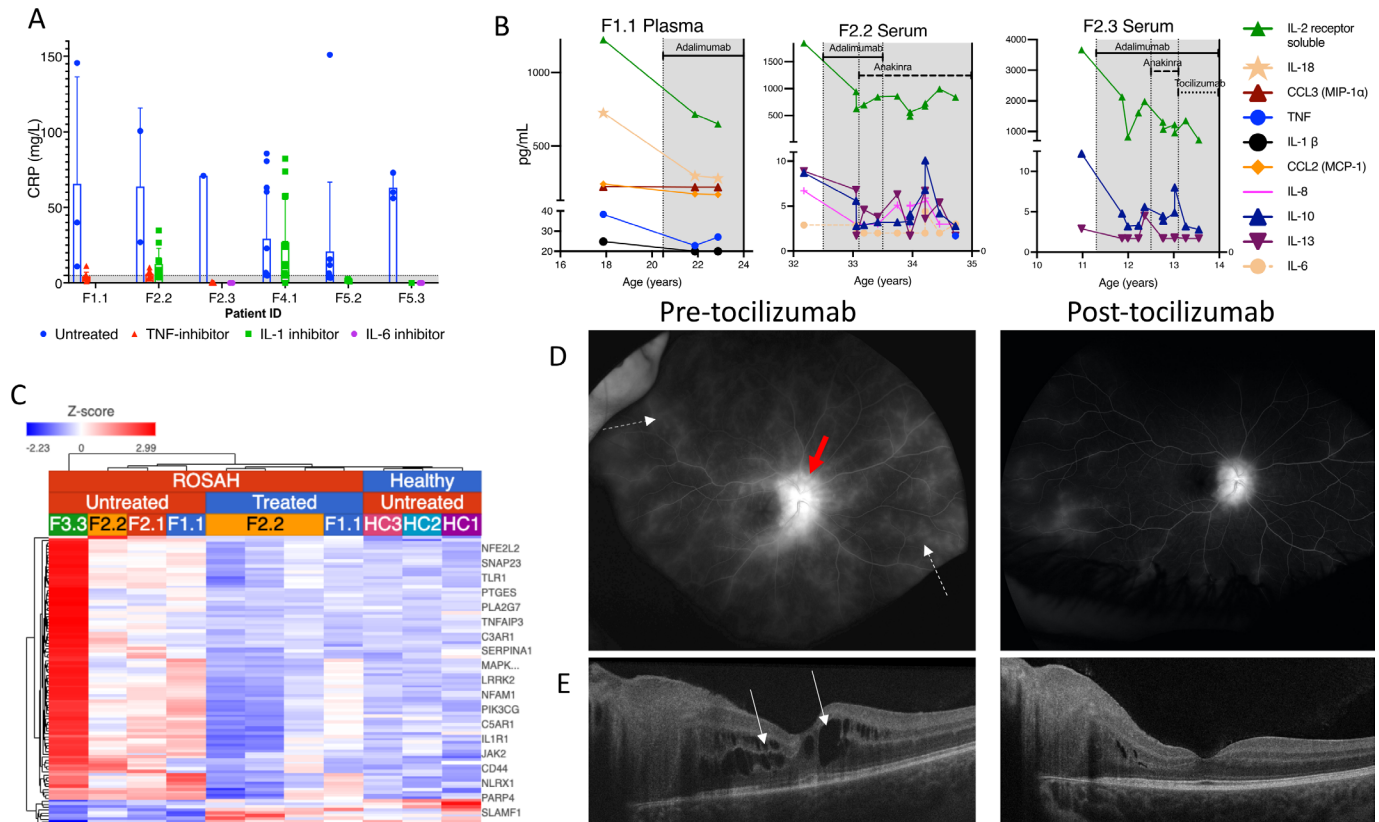 A
CRP (mg/L)
150
100
50
0
F1.1 F2.2 F2.3 F4.1 F5.2 F5.3
Patient ID
Untreated TNF-inhibitor IL-1 inhibitor IL-6 inhibitor
B
F1.1 Plasma
Adalimumab
pg/mL
1000
500
40
30
20
16 18 20 22 24
Age (years)
F2.2 Serum
Adalimumab
Anakinra
1500
1000
500
10
5
0
0
32 33 34 35
Age (years)
F2.3 Serum
Adalimumab
Anakinra
Tocilizumab
4000
3000
2000
1000
10
5
0
0
10 11 12 13 14
Age (years)
IL-2 receptor
soluble
IL-18
CCL3 (MIP-1α)
TNF
IL-1 β
CCL2 (MCP-1)
IL-8
IL-10
IL-13
IL-6
C
Z-score
-2.23 0 2.99
ROSAH Healthy
Untreated Treated Untreated
F3.3 F2.2 F2.1 F1.1 F2.2 F1.1 HC3 HC2 HC1
NFE2L2
SNAP23
TLR1
PTGES
PLA2G7
TNFAIP3
C3AR1
SERPINA1
MAPK...
LRRK2
NFAM1
PIK3CG
C5AR1
IL1R1
JAK2
CD44
NLRX1
PARP4
SLAMF1
Pre-tocilizumab Post-tocilizumab
D
E